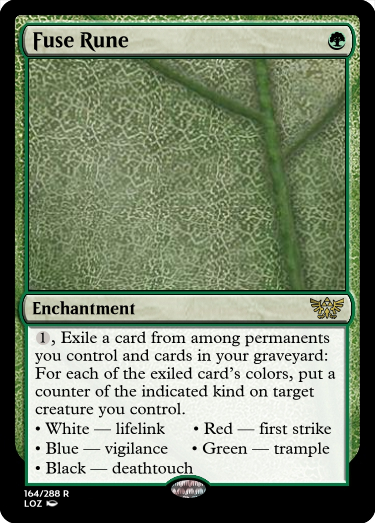 Fuse Rune
Enchantment
1, Exile a card from among permanents
you control and cards in your graveyard:
For each of the exiled card's colors, put a
counter of the indicated kind on target
creature you control.
• White — lifelink • Red — first strike
• Blue — vigilance • Green — trample
• Black — deathtouch
164/288 R
LOZ